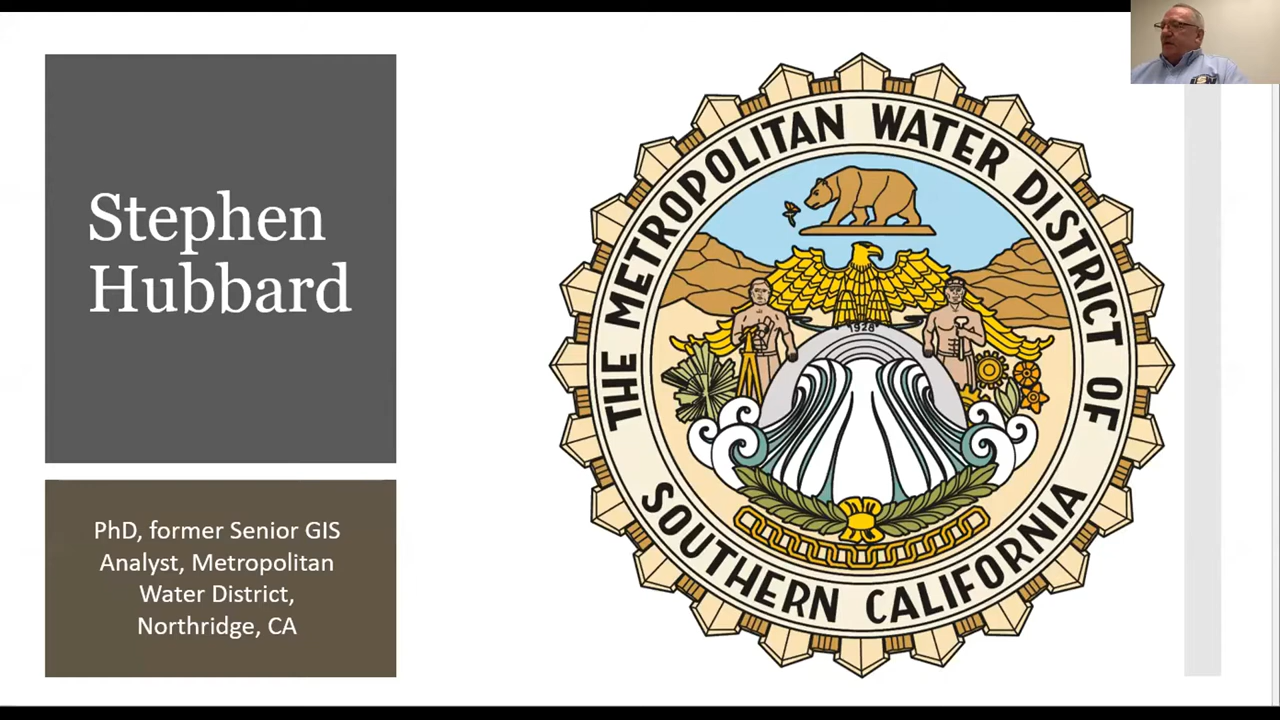 Stephen
Hubbard
PhD, former Senior GIS
Analyst, Metropolitan
Water District,
Northridge, CA
THE METROPOLITAN WATER DISTRICT OF
SOUTHERN CALIFORNIA
1928